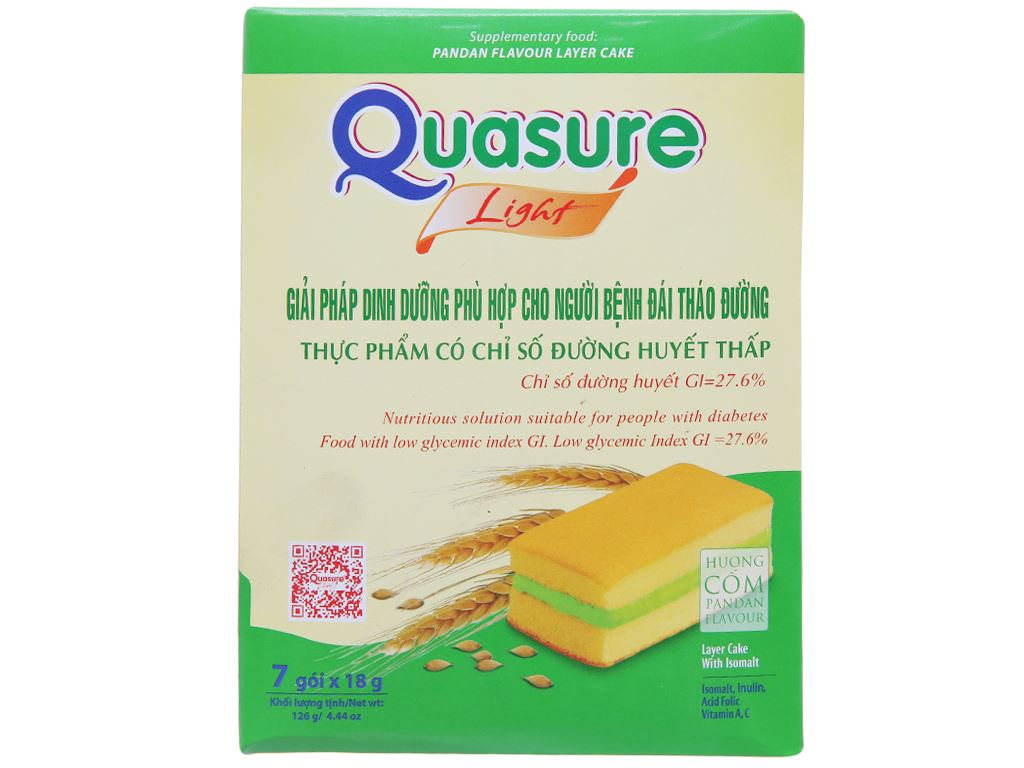 Supplementary food:
PANDAN FLAVOUR LAYER CAKE
Quasure
Light
GIẢI PHÁP DINH DƯỠNG PHÙ HỢP CHO NGƯỜI BỆNH ĐÁI THÁO ĐƯỜNG
THỰC PHẨM CÓ CHỈ SỐ ĐƯỜNG HUYẾT THẤP
Chỉ số đường huyết GI=27.6%
Nutritious solution suitable for people with diabetes
Food with low glycemic index GI. Low glycemic Index GI =27.6%
Quasure
Light
HƯƠNG
CỐM
PANDAN
FLAVOUR
Layer Cake
With Isomalt
Isomalt, Inulin,
Acid Folic
Vitamin A, C
7 gói x 18 g
Khối lượng tịnh/Net wt:
126 g/ 4.44 oz